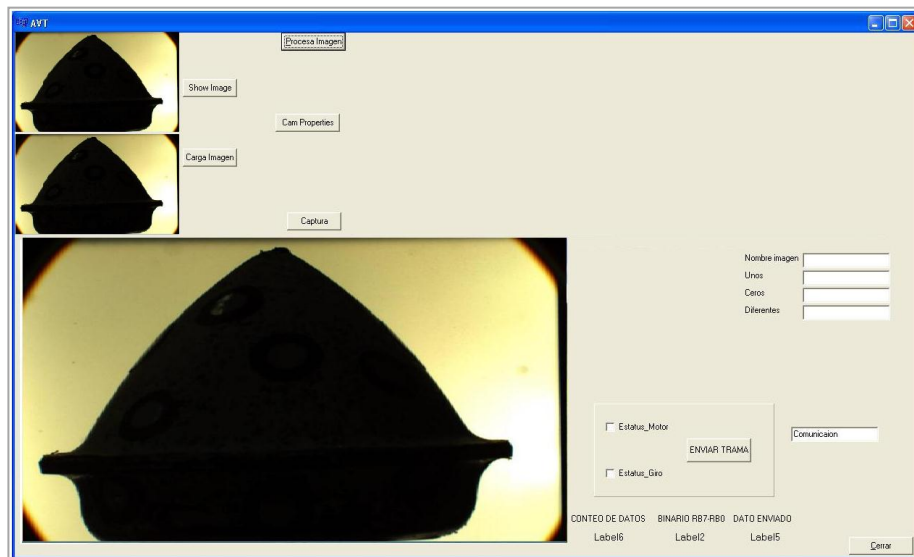 AVT
Procesa Imagen
Show Image
Cam Properties
Carga Imagen
Captura
Nombre imagen
Unos
Ceros
Diferentes
Estatus_Motor
Comunicaion
ENVIAR TRAMA
Estatus_Giro
CONTEO DE DATOS BINARIO RB7-RB0 DATO ENVIADO
Label6 Label2 Label5
Cerrar